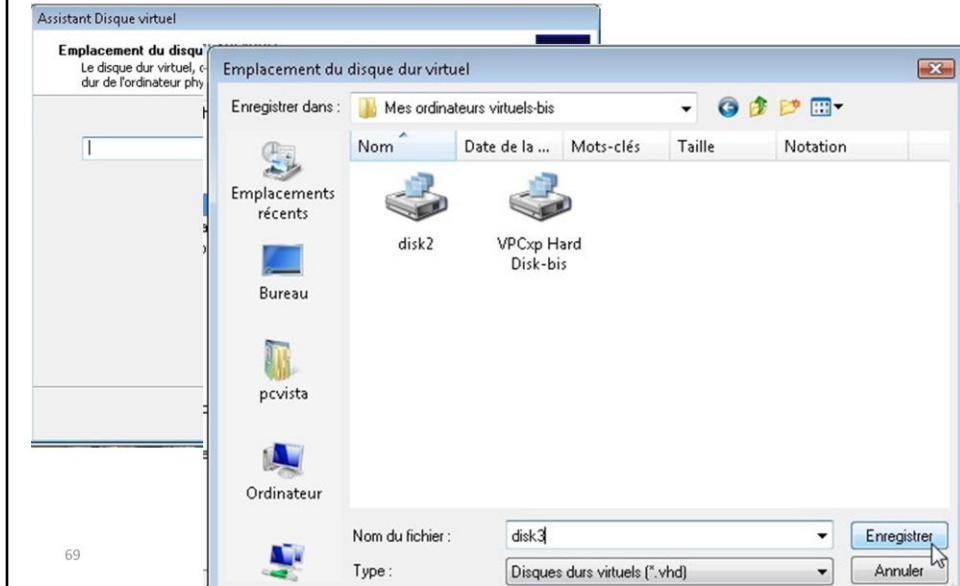 Assistant Disque virtuel
Emplacement du disqu
Le disque dur virtuel, c
dur de l'ordinateur phy
Emplacement du disque dur virtuel
Enregistrer dans :
Mes ordinateurs virtuels-bis
Nom
Date de la ...
Mots-clés
Taille
Notation
Emplacements
récents
Bureau
pcvista
Ordinateur
disk2
VPCxp Hard
Disk-bis
Nom du fichier :
disk3
Enregistrer
Type :
Disques durs virtuels (*.vhd)
Annuler
69